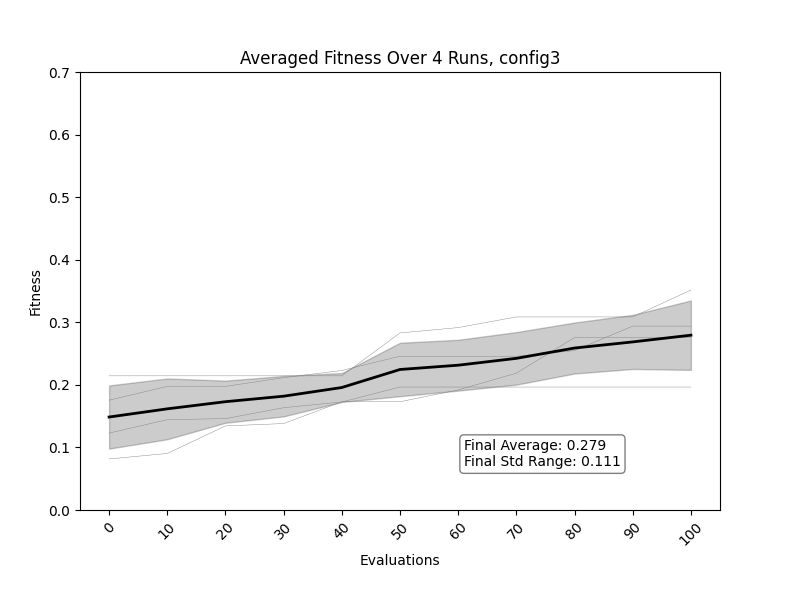 Averaged Fitness Over 4 Runs, config3
0.7
0.6
0.5
0.4
0.3
0.2
0.1
0.0
Fitness
Final Average: 0.279
Final Std Range: 0.111
0 10 20 30 40 50 60 70 80 90 100
Evaluations